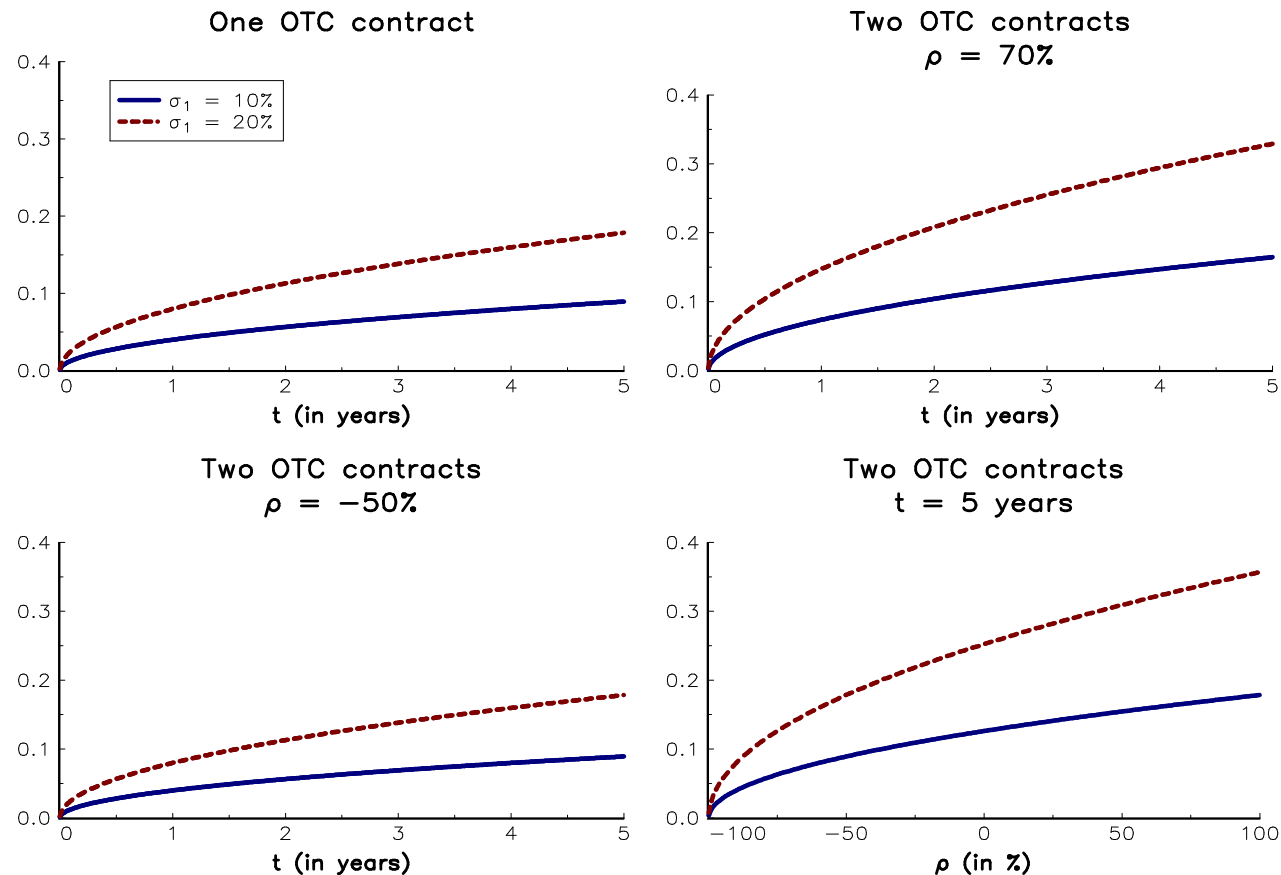 One OTC contract
0.4
0.3
0.2
0.1
0.0
σ₁ = 10%
σ₁ = 20%
0 1 2 3 4 5
t (in years)
Two OTC contracts
ρ = 70%
0.4
0.3
0.2
0.1
0.0
0 1 2 3 4 5
t (in years)
Two OTC contracts
ρ = −50%
0.4
0.3
0.2
0.1
0.0
0 1 2 3 4 5
t (in years)
Two OTC contracts
t = 5 years
0.4
0.3
0.2
0.1
0.0
−100 −50 0 50 100
ρ (in %)